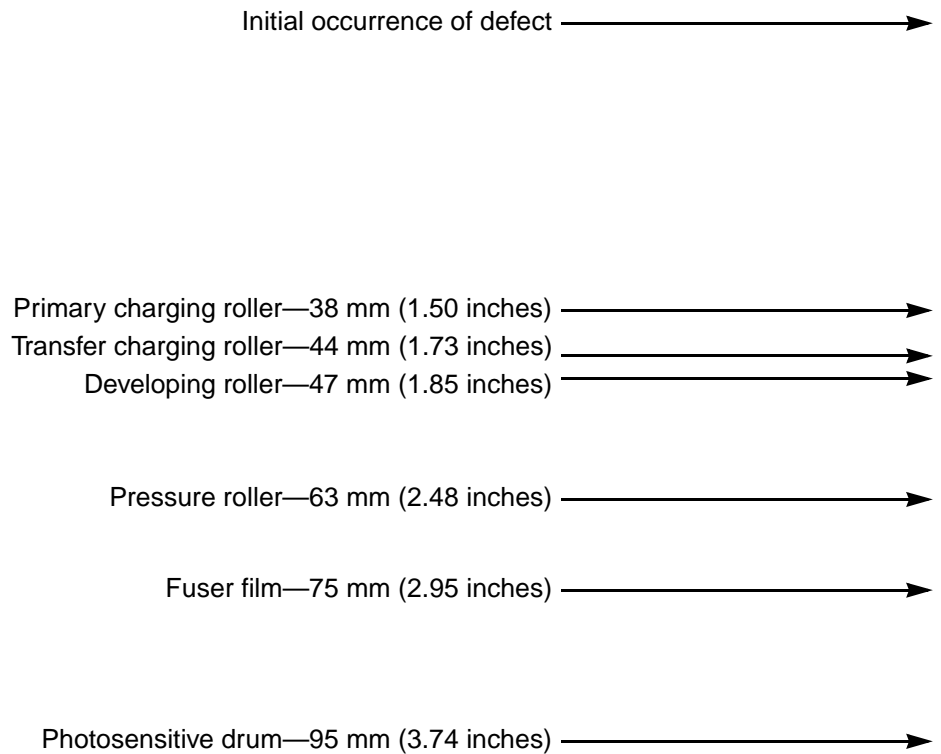 Initial occurrence of defect
Primary charging roller—38 mm (1.50 inches)
Transfer charging roller—44 mm (1.73 inches)
Developing roller—47 mm (1.85 inches)
Pressure roller—63 mm (2.48 inches)
Fuser film—75 mm (2.95 inches)
Photosensitive drum—95 mm (3.74 inches)